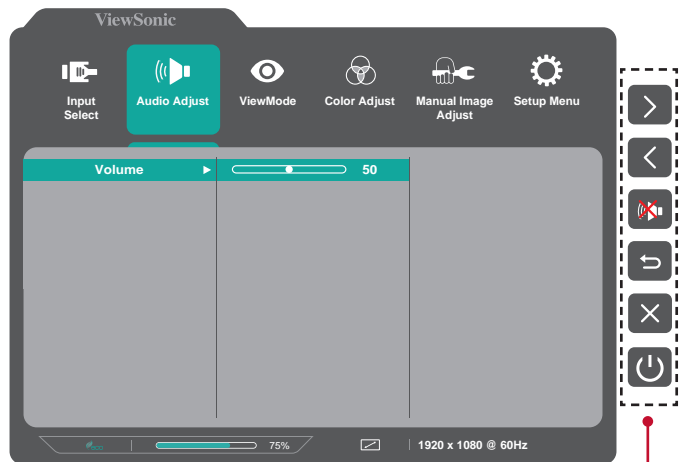 ViewSonic
Input
Select
Audio Adjust
ViewMode
Color Adjust
Manual Image
Adjust
Setup Menu
Volume
50
75%
1920 x 1080 @ 60Hz